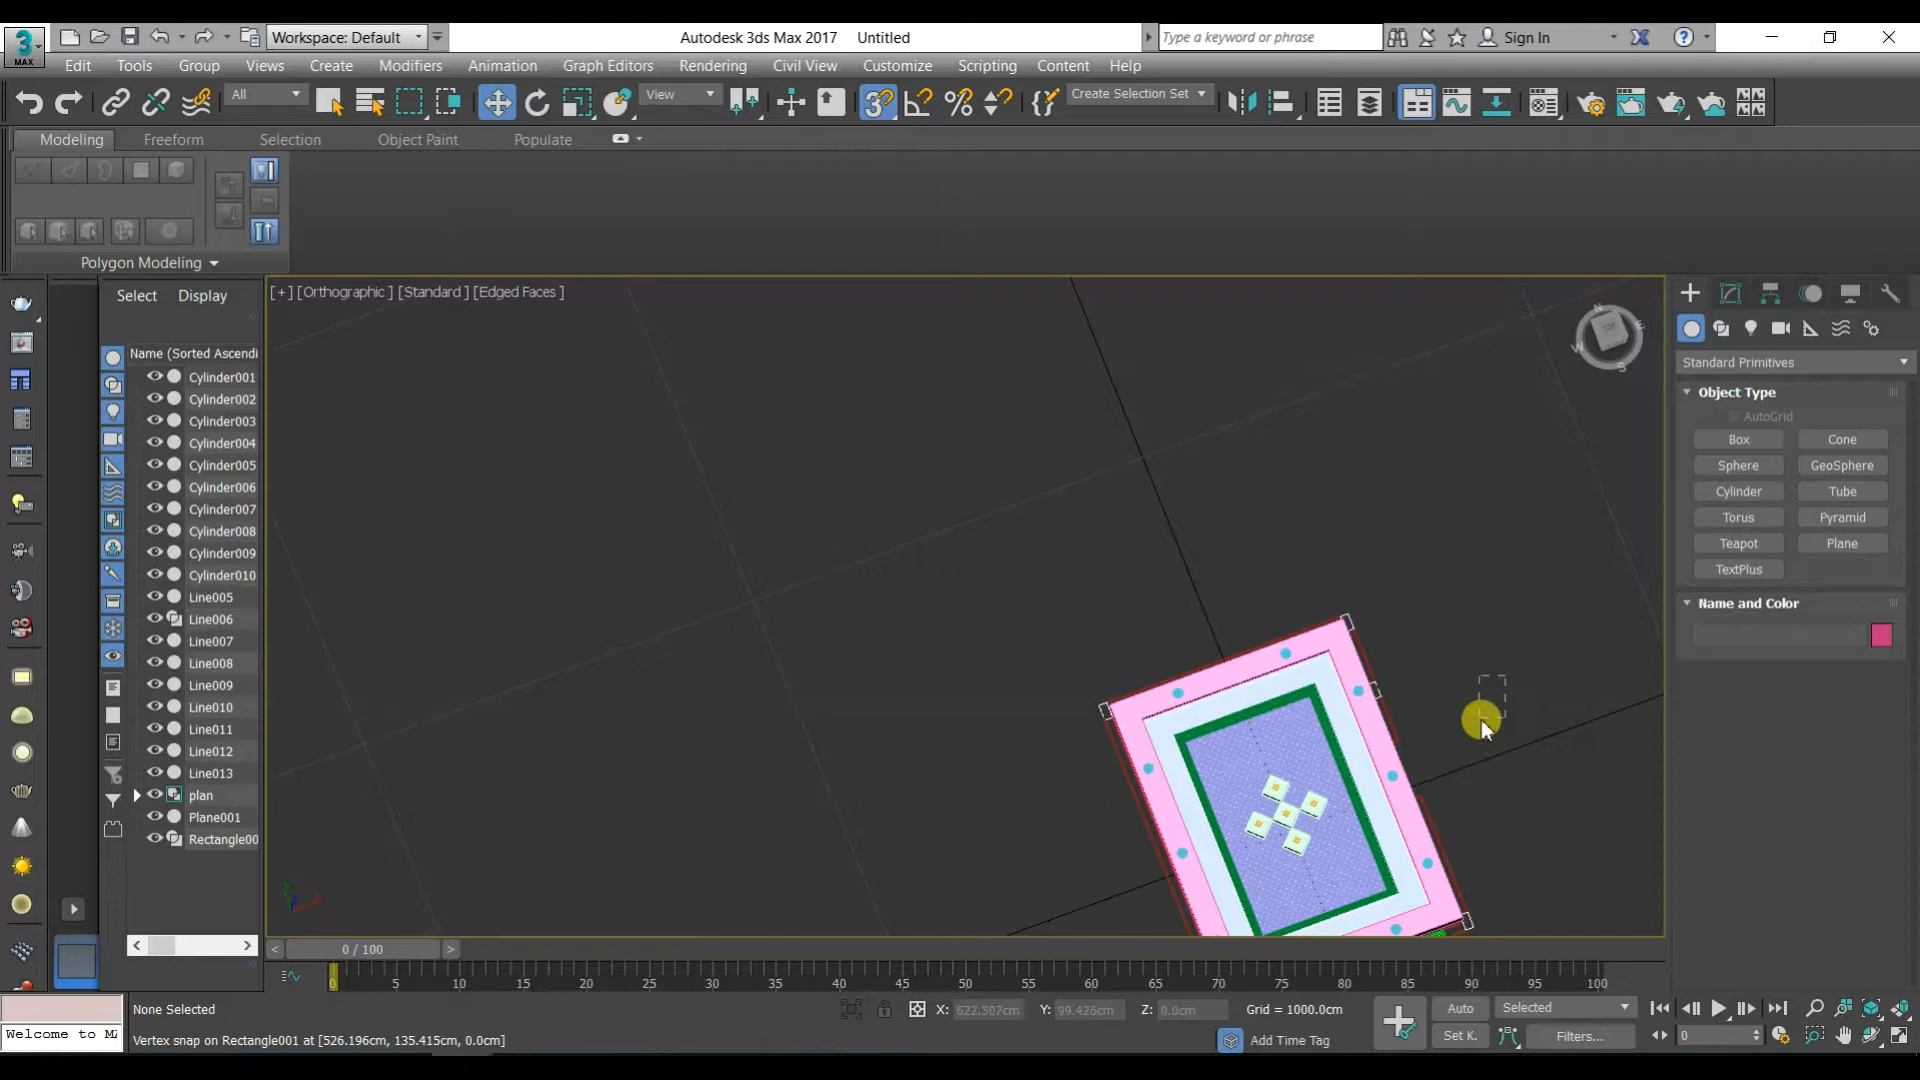 3
MAX
Workspace: Default
Autodesk 3ds Max 2017 Untitled
Type a keyword or phrase
Sign In
Edit Tools Group Views Create Modifiers Animation Graph Editors Rendering Civil View Customize Scripting Content Help
All
View
3
Create Selection Set
Modeling Freeform Selection Object Paint Populate
Polygon Modeling
Select Display
[ + ] [Orthographic ] [Standard ] [Edged Faces ]
Name (Sorted Ascendi
Cylinder001
Cylinder002
Cylinder003
Cylinder004
Cylinder005
Cylinder006
Cylinder007
Cylinder008
Cylinder009
Cylinder010
Line005
Line006
Line007
Line008
Line009
Line010
Line011
Line012
Line013
plan
Plane001
Rectangle00
TOP
N
E
S
W
Standard Primitives
Object Type
AutoGrid
Box Cone
Sphere GeoSphere
Cylinder Tube
Torus Pyramid
Teapot Plane
TextPlus
Name and Color
< 0 / 100 >
0 5 10 15 20 25 30 35 40 45 50 55 60 65 70 75 80 85 90 95 100
None Selected
X: 622.307cm Y: 99.426cm Z: 0.0cm Grid = 1000.0cm
Auto Selected
Welcome to MA
Vertex snap on Rectangle001 at [526.196cm, 135.415cm, 0.0cm]
Add Time Tag
Set K. Filters...
0